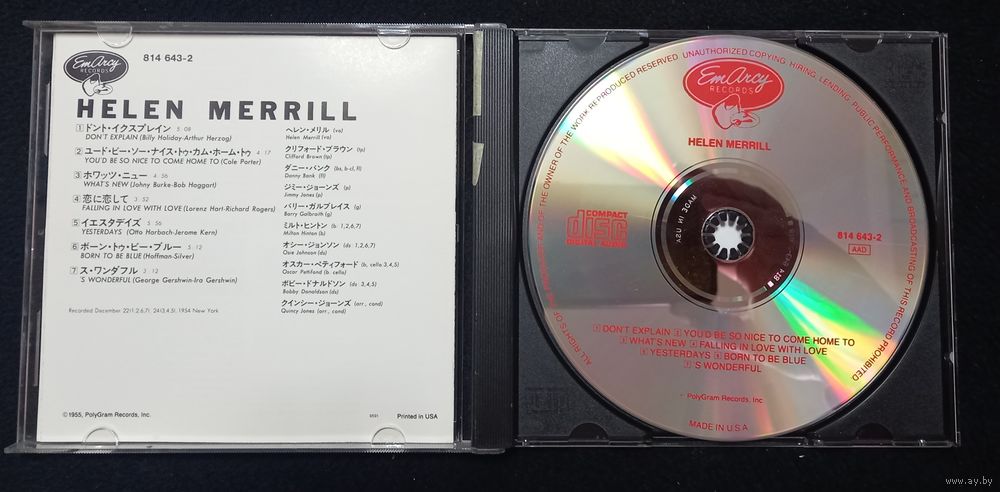 EmArcy
RECORDS
814 643-2
HELEN MERRILL
1 ドント・イクスプレイン 5 08
DON'T EXPLAIN (Billy Holiday-Arthur Herzog)
2 ユード・ビー・ソー・ナイス・トゥ・カム・ホーム・トゥ 4 17
YOU'D BE SO NICE TO COME HOME TO (Cole Porter)
3 ホワッツ・ニュー 4 56
WHAT'S NEW (Johny Burke-Bob Haggart)
4 恋に恋して 3 52
FALLING IN LOVE WITH LOVE (Lorenz Hart-Richard Rogers)
5 イエスタデイズ 5 56
YESTERDAYS (Otto Harbach-Jerome Kern)
6 ボーン・トゥ・ビー・ブルー 5 12
BORN TO BE BLUE (Hoffman-Silver)
7 ス・ワンダフル 3 12
'S WONDERFUL (George Gershwin-Ira Gershwin)
Recorded December 22(1,2,6,7), 24(3,4,5), 1954 New York
ヘレン・メリル (vo)
Helen Merrill (vo)
クリフォード・ブラウン (tp)
Clifford Brown (tp)
ダニー・バンク (bs, b-cl, fl)
Danny Bank (fl)
ジミー・ジョーンズ (p)
Jimmy Jones (p)
バリー・ガルブレイス (g)
Barry Galbraith (g)
ミルト・ヒントン (b: 1,2,6,7)
Milton Hinton (b)
オシー・ジョンソン (ds: 1,2,6,7)
Osie Johnson (ds)
オスカー・ペティフォード (b, cello 3,4,5)
Oscar Pettiford (b, cello)
ボビー・ドナルドソン (ds: 3,4,5)
Bobby Donaldson (ds)
クインシー・ジョーンズ (arr, cond)
Quincy Jones (arr, cond)
©1955, PolyGram Records, Inc.
Printed in USA
ALL RIGHTS OF THE PRODUCER AND OF THE OWNER OF THE WORK REPRODUCED RESERVED. UNAUTHORIZED COPYING, HIRING, LENDING, PUBLIC PERFORMANCE AND BROADCASTING OF THIS RECORD PROHIBITED
EmArcy
RECORDS
HELEN MERRILL
COMPACT
disc
DIGITAL AUDIO
MADE IN USA
814 643-2
AAD
1 DON'T EXPLAIN 2 YOU'D BE SO NICE TO COME HOME TO
3 WHAT'S NEW 4 FALLING IN LOVE WITH LOVE
5 YESTERDAYS 6 BORN TO BE BLUE
7 'S WONDERFUL
PolyGram Records, Inc.
MADE IN U.S.A
www.ay.by